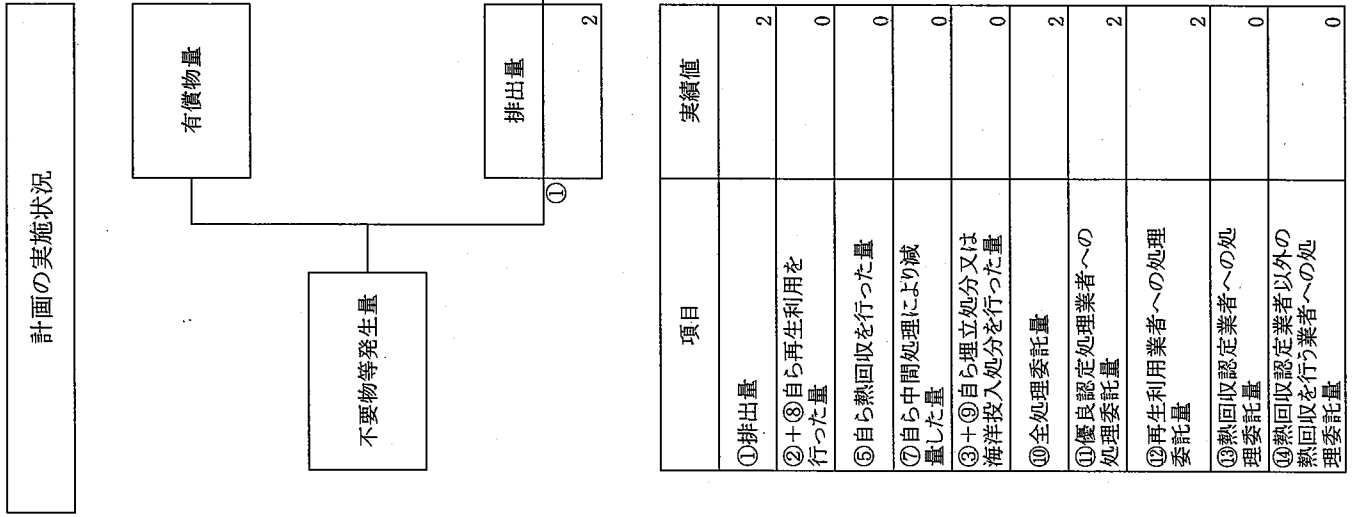 計画の実施状況
有償物量
不要物等発生量
排出量
①
2
項目
実績値
①排出量
2
②+⑧自ら再生利用を
行った量
0
⑤自ら熱回収を行った量
0
⑦自ら中間処理により減
量した量
0
③+⑨自ら埋立処分又は
海洋投入処分を行った量
0
⑩全処理委託量
2
⑪優良認定処理業者への
処理委託量
2
⑫再生利用業者への処理
委託量
2
⑬熱回収認定業者への処
理委託量
0
⑭熱回収認定業者以外の
熱回収を行う業者への処
理委託量
0